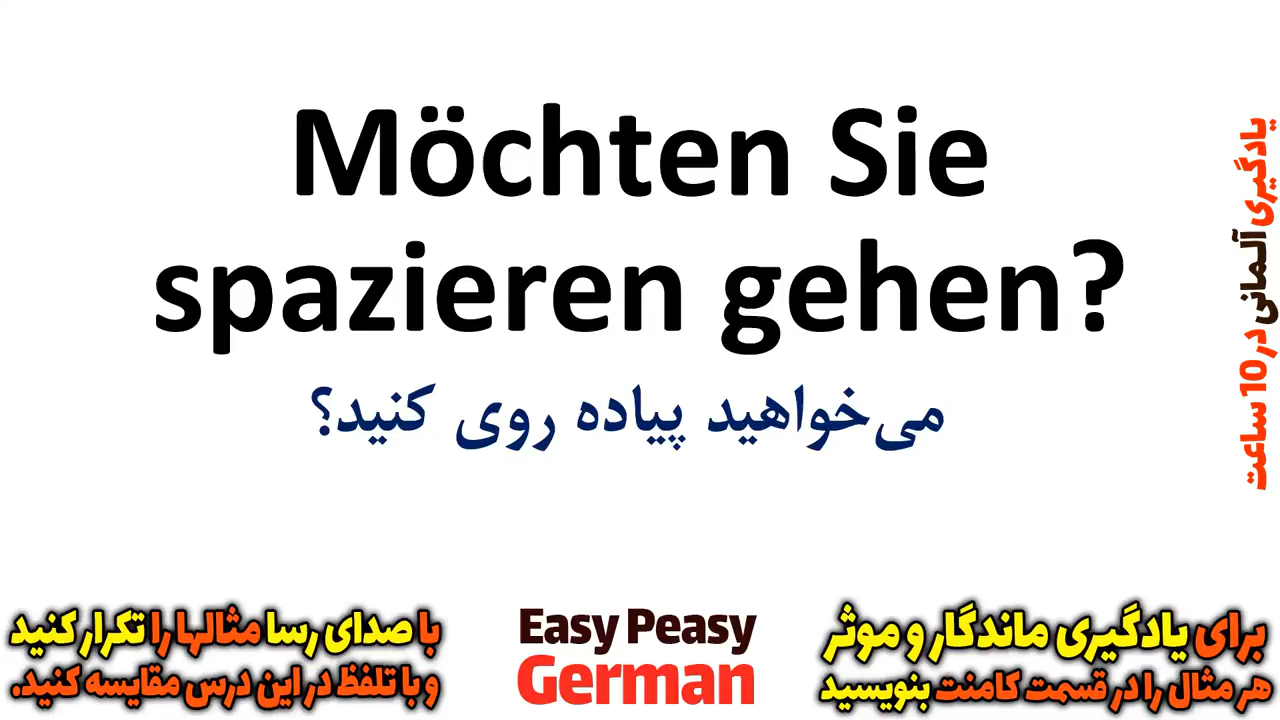 Möchten Sie
spazieren gehen?
می‌خواهید پیاده روی کنید؟
یادگیری آلمانی در 10 ساعت
با صدای رسا مثالها را تکرار کنید
و با تلفظ در این درس مقایسه کنید.
Easy Peasy
German
برای یادگیری ماندگار و موثر
هر مثال را در قسمت کامنت بنویسید